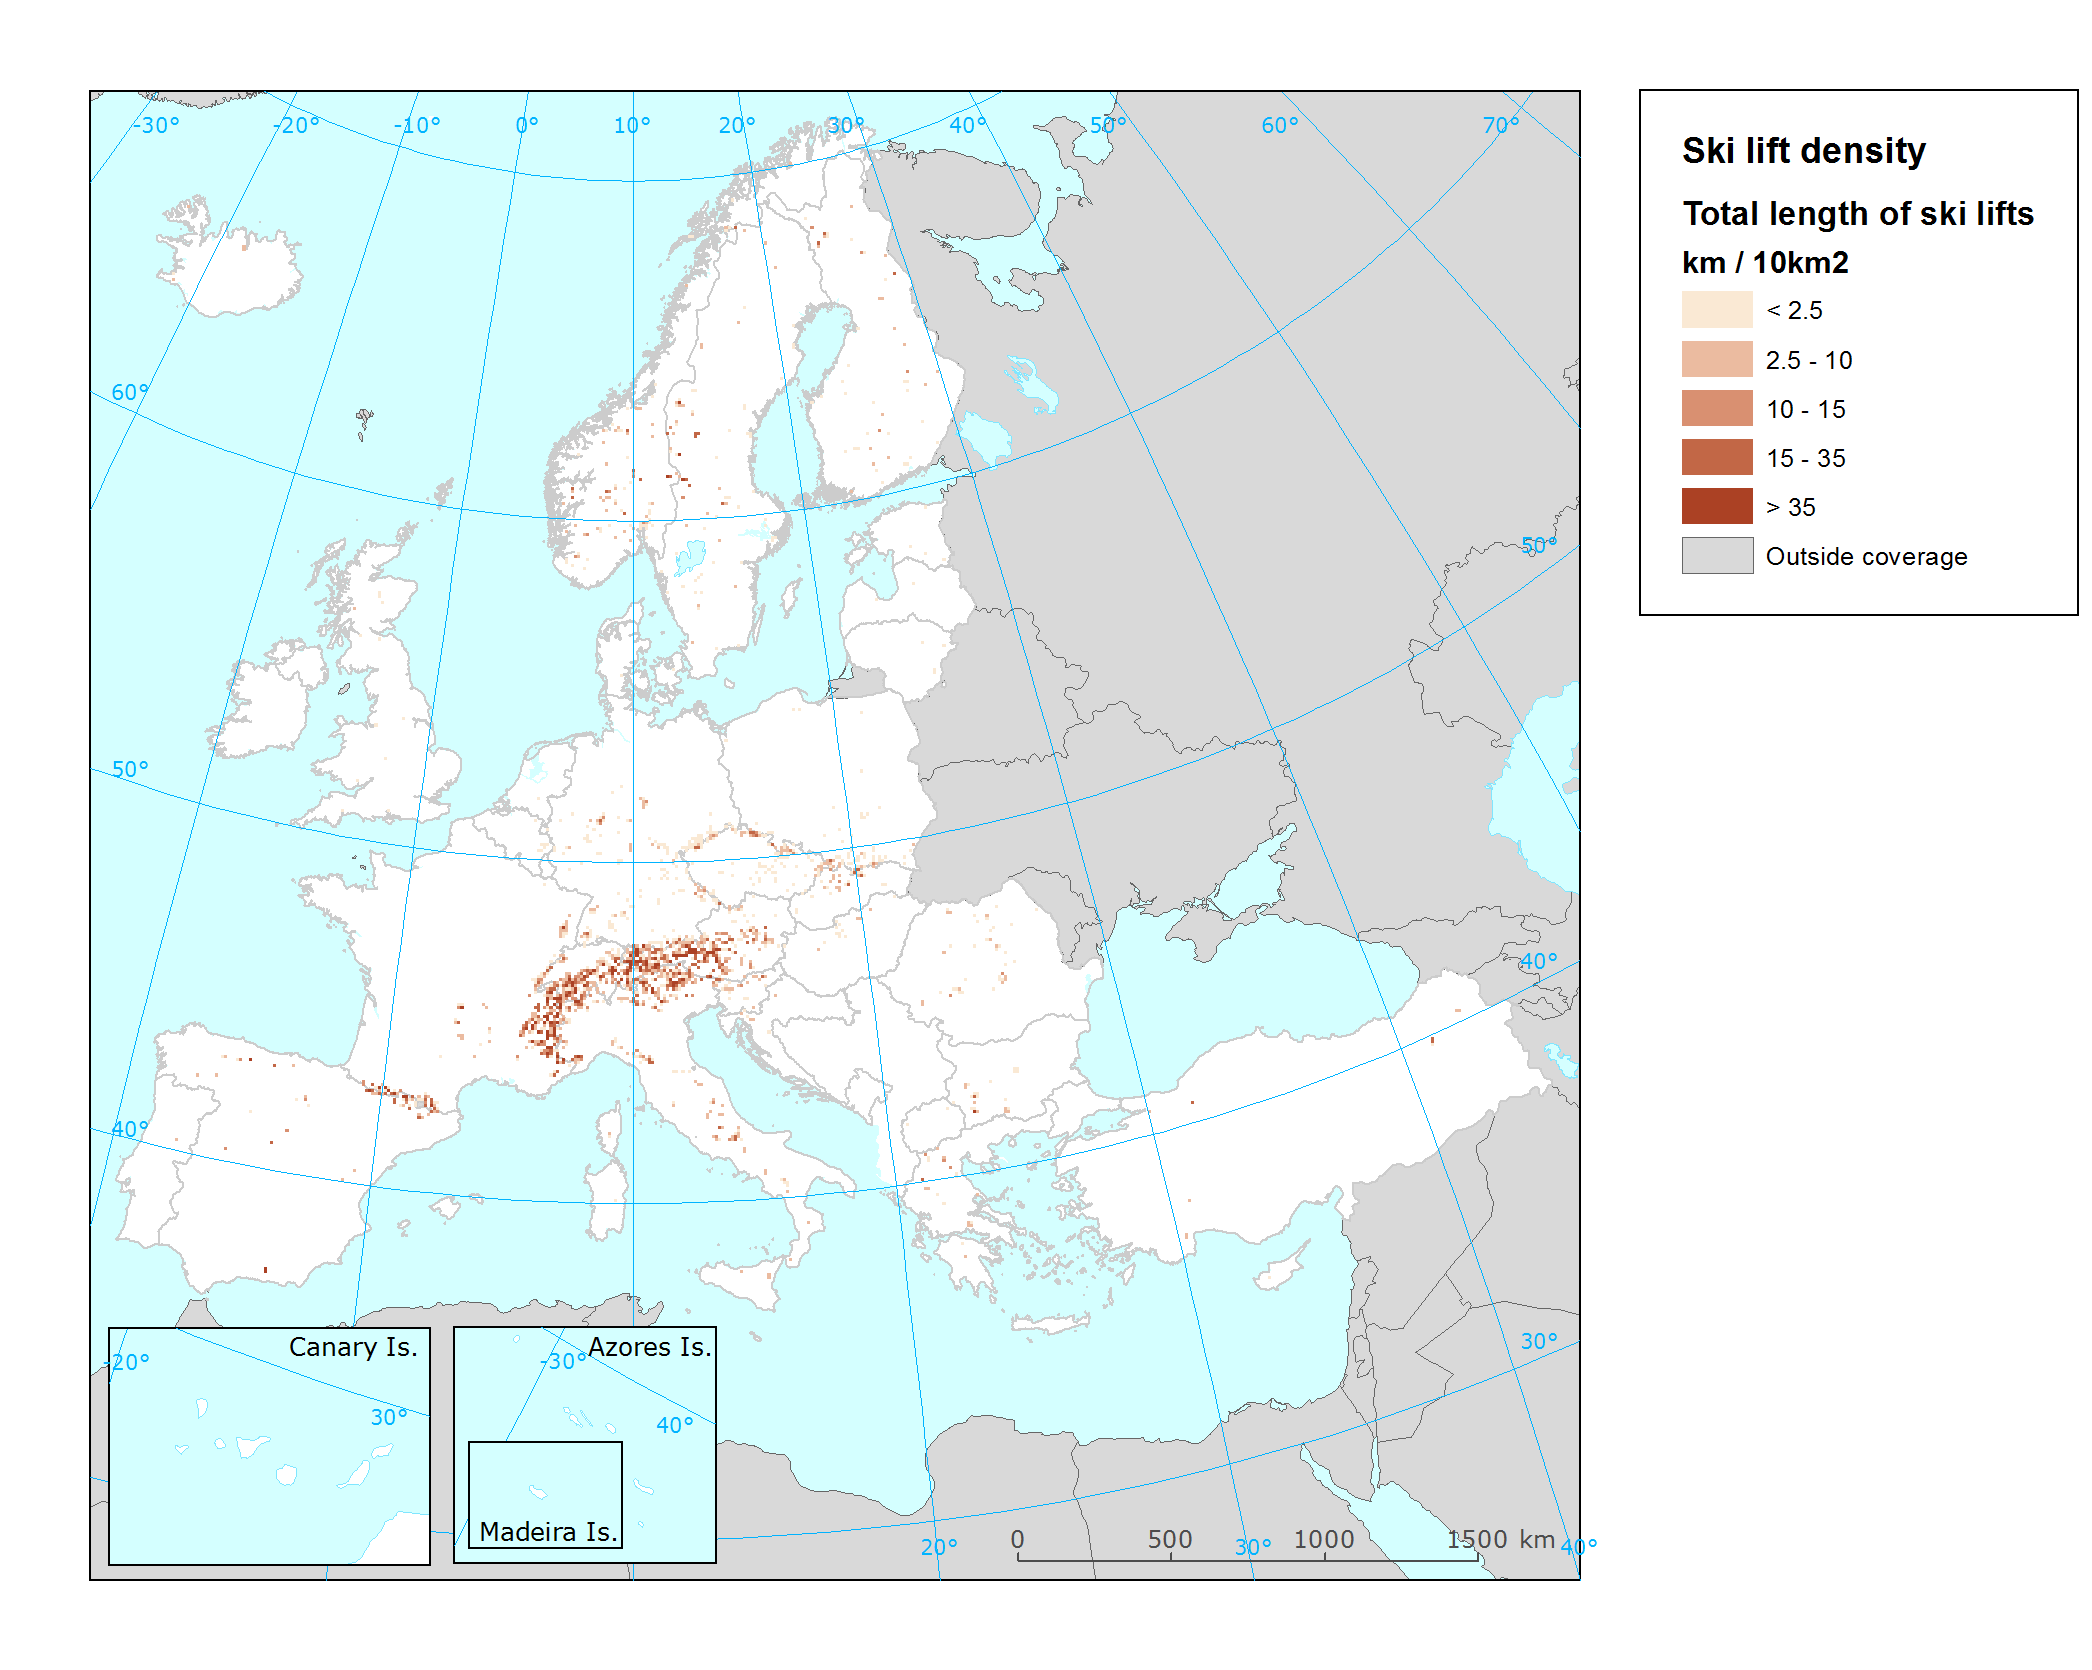 -30°
-20°
-10°
0°
10°
20°
30°
40°
50°
60°
70°
60°
50°
40°
50°
40°
30°
20°
30°
40°
Ski lift density
Total length of ski lifts
km / 10km2
< 2.5
2.5 - 10
10 - 15
15 - 35
> 35
Outside coverage
Canary Is.
-20°
30°
Azores Is.
-30°
40°
Madeira Is.
0 500 1000 1500 km